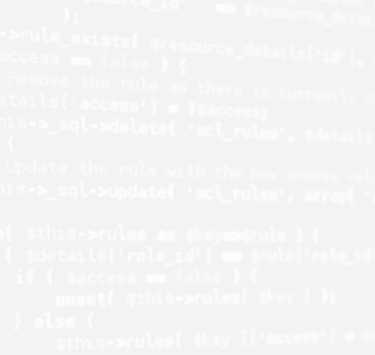 resource_id' => $resource_detai
);
->rule_exists( $resource_details['id'],
access == false ) {
Remove the rule as there is currently n
etails['access'] = !$access;
his->_sql->delete( 'acl_rules', $details
{
Update the rule with the new access val
his->_sql->update( 'acl_rules', array( '
( $this->rules as $key=>$rule ) {
( $details['role_id'] == $rule['role_id'
if ( $access == false ) {
unset( $this->rules[ $key ] );
} else {
$this->rules[ $key ]['access'] = $